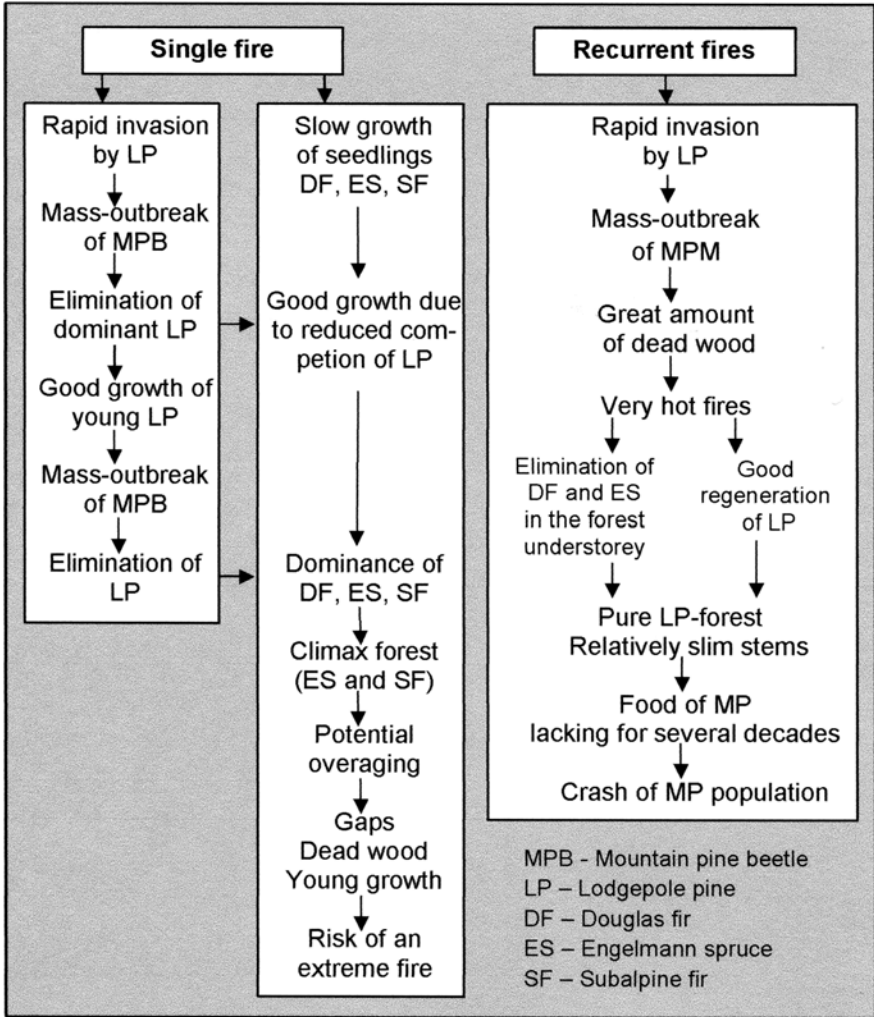 Single fire
Rapid invasion
by LP
Mass-outbreak
of MPB
Elimination of
dominant LP
Good growth of
young LP
Mass-outbreak
of MPB
Elimination of
LP
Slow growth
of seedlings
DF, ES, SF
Good growth due
to reduced com-
petion of LP
Dominance of
DF, ES, SF
Climax forest
(ES and SF)
Potential
overaging
Gaps
Dead wood
Young growth
Risk of an
extreme fire
Recurrent fires
Rapid invasion
by LP
Mass-outbreak
of MPM
Great amount
of dead wood
Very hot fires
Elimination of
DF and ES
in the forest
understorey
Good
regeneration
of LP
Pure LP-forest
Relatively slim stems
Food of MP
lacking for several decades
Crash of MP population
MPB - Mountain pine beetle
LP – Lodgepole pine
DF – Douglas fir
ES – Engelmann spruce
SF – Subalpine fir